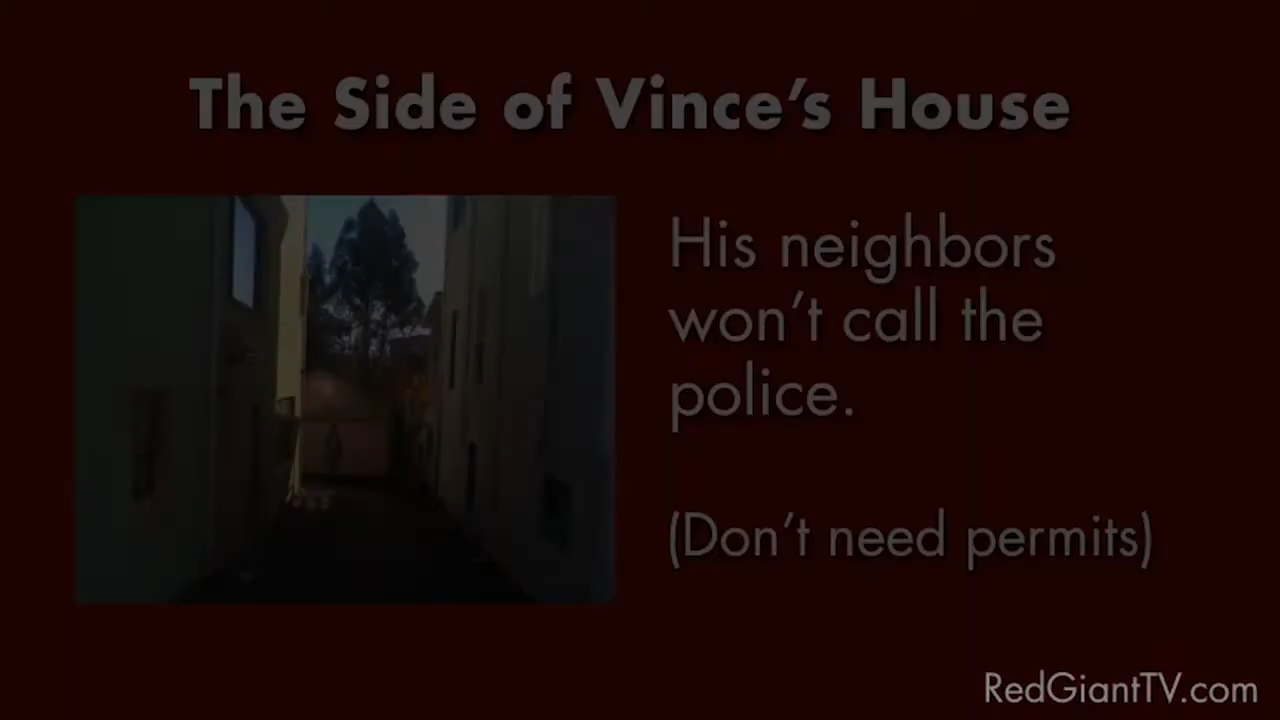 The Side of Vince’s House
His neighbors
won’t call the
police.
(Don’t need permits)
RedGiantTV.com